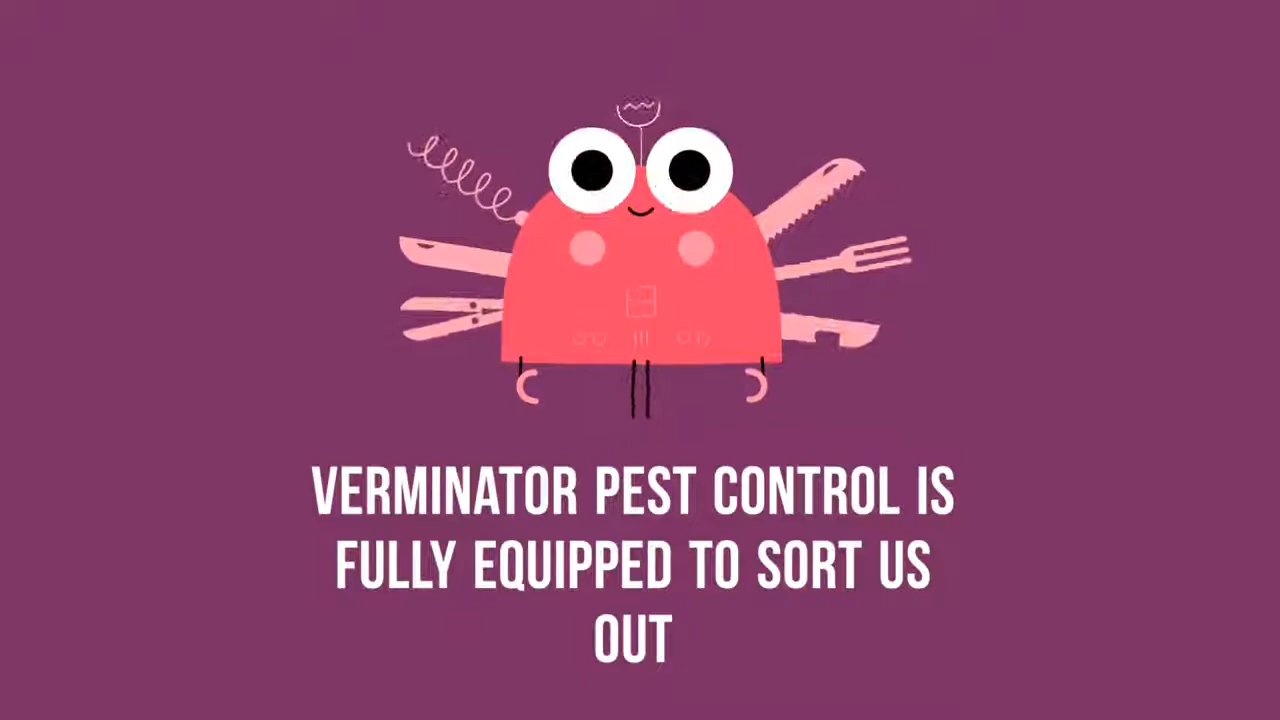 VERMINATOR PEST CONTROL IS
FULLY EQUIPPED TO SORT US
OUT